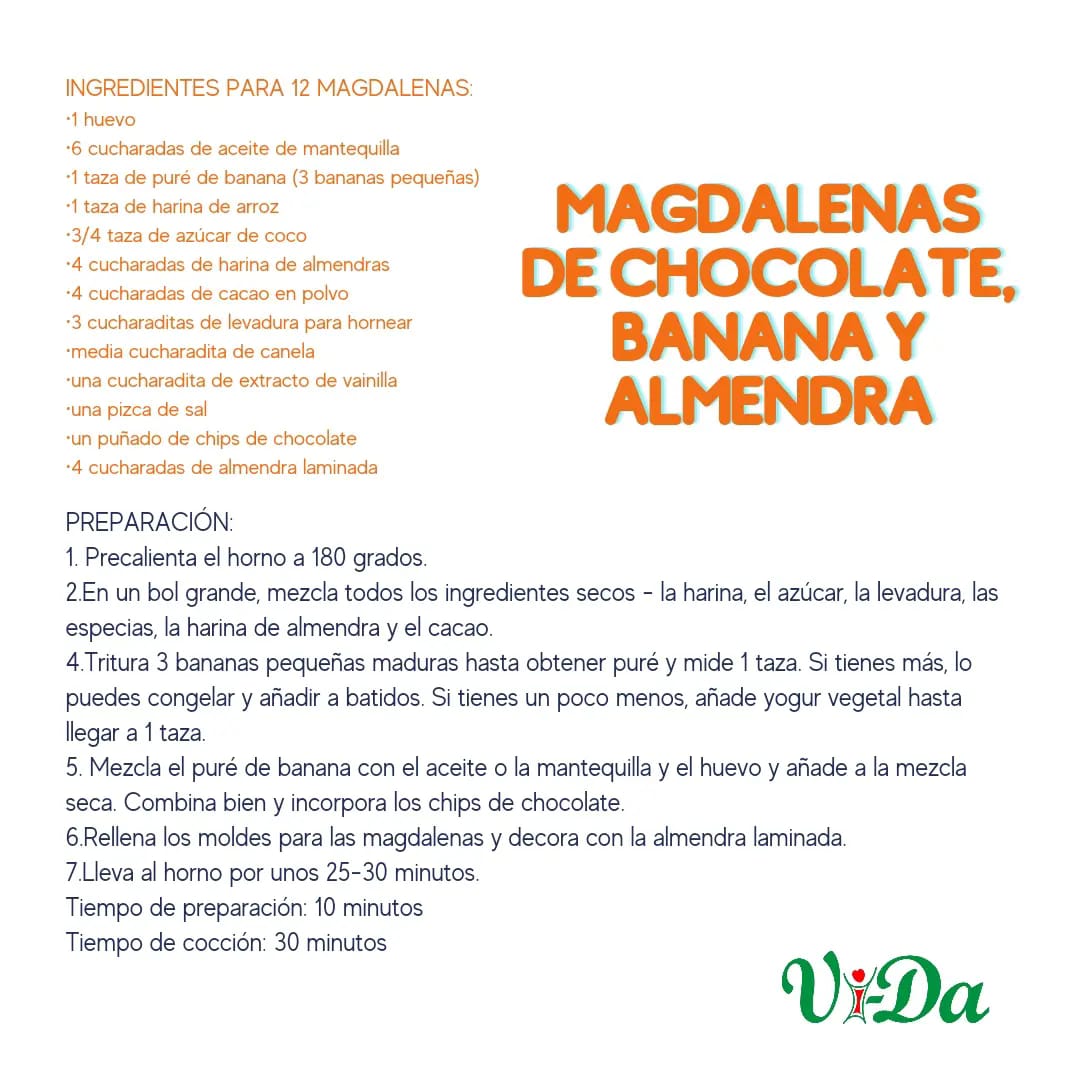 INGREDIENTES PARA 12 MAGDALENAS:
•1 huevo
•6 cucharadas de aceite de mantequilla
•1 taza de puré de banana (3 bananas pequeñas)
•1 taza de harina de arroz
•3/4 taza de azúcar de coco
•4 cucharadas de harina de almendras
•4 cucharadas de cacao en polvo
•3 cucharaditas de levadura para hornear
•media cucharadita de canela
•una cucharadita de extracto de vainilla
•una pizca de sal
•un puñado de chips de chocolate
•4 cucharadas de almendra laminada
MAGDALENAS
DE CHOCOLATE,
BANANA Y
ALMENDRA
PREPARACIÓN:
1. Precalienta el horno a 180 grados.
2.En un bol grande, mezcla todos los ingredientes secos - la harina, el azúcar, la levadura, las
especias, la harina de almendra y el cacao.
4.Tritura 3 bananas pequeñas maduras hasta obtener puré y mide 1 taza. Si tienes más, lo
puedes congelar y añadir a batidos. Si tienes un poco menos, añade yogur vegetal hasta
llegar a 1 taza.
5. Mezcla el puré de banana con el aceite o la mantequilla y el huevo y añade a la mezcla
seca. Combina bien y incorpora los chips de chocolate.
6.Rellena los moldes para las magdalenas y decora con la almendra laminada.
7.Lleva al horno por unos 25-30 minutos.
Tiempo de preparación: 10 minutos
Tiempo de cocción: 30 minutos
Vi-Da